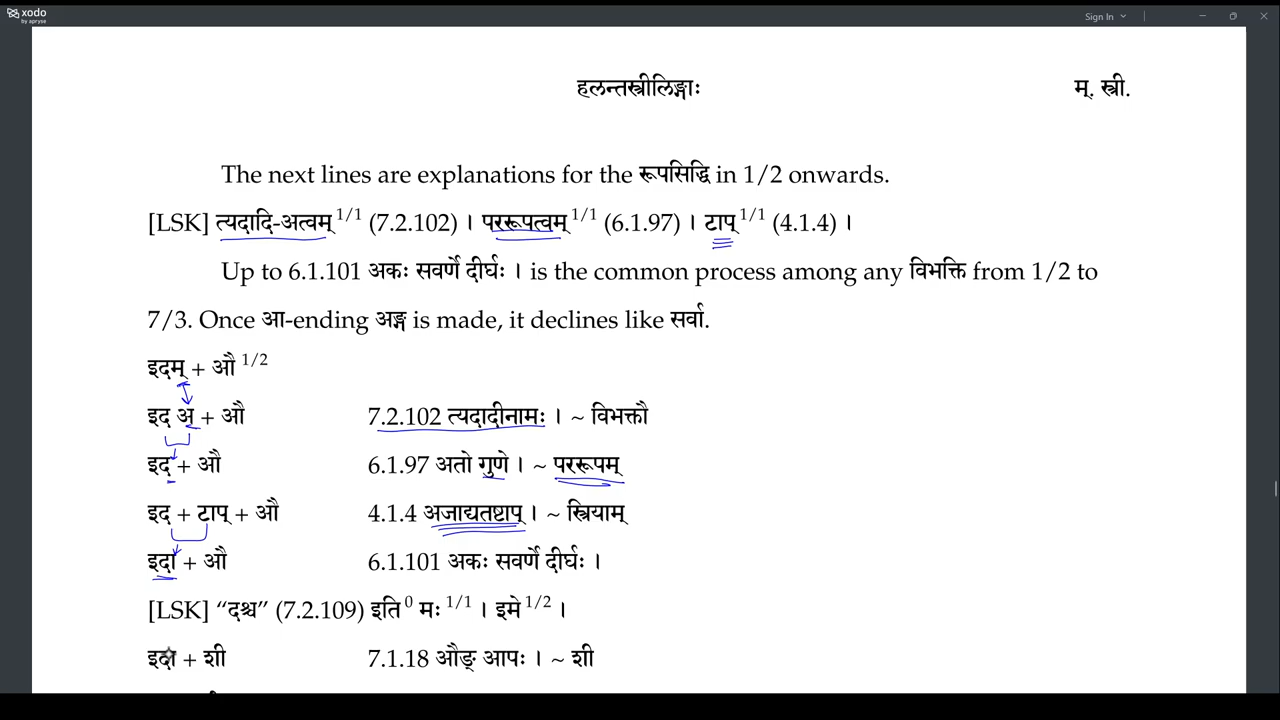 xodo
by apryse
Sign In
हलन्तस्त्रीलिङ्गाः म्. स्त्री.
The next lines are explanations for the रूपसिद्धि in 1/2 onwards.
[LSK] त्यदादि-अत्वम् 1/1 (7.2.102) । पररूपत्वम् 1/1 (6.1.97) । टाप् 1/1 (4.1.4) ।
Up to 6.1.101 अकः सवर्णे दीर्घः । is the common process among any विभक्ति from 1/2 to
7/3. Once आ-ending अङ्ग is made, it declines like सर्वा.
इदम् + औ 1/2
इद अ + औ 7.2.102 त्यदादीनामः । ~ विभक्तौ
इद + औ 6.1.97 अतो गुणे । ~ पररूपम्
इद + टाप् + औ 4.1.4 अजाद्यतष्टाप् । ~ स्त्रियाम्
इदा + औ 6.1.101 अकः सवर्णे दीर्घः ।
[LSK] “दश्च” (7.2.109) इति 0 मः 1/1 । इमे 1/2 ।
इदा + शी 7.1.18 औङ् आपः । ~ शी